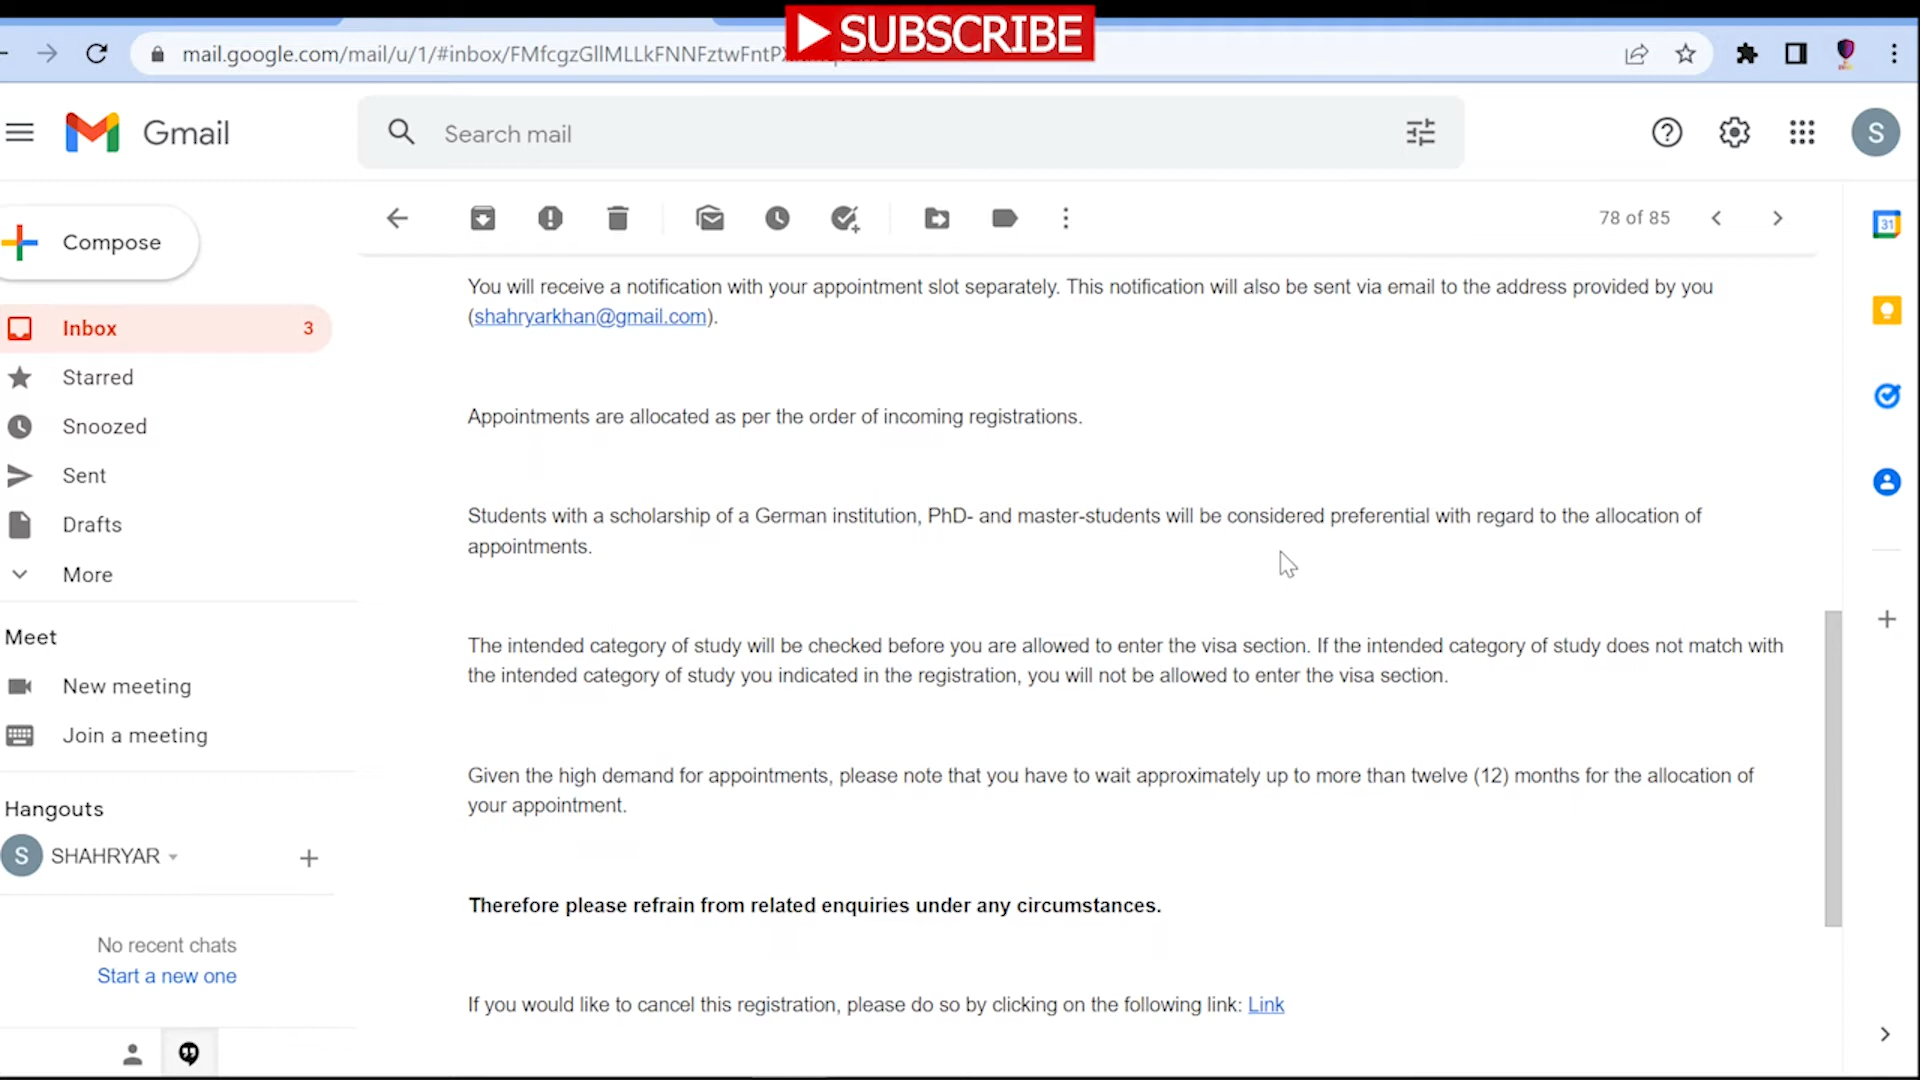 SUBSCRIBE
mail.google.com/mail/u/1/#inbox/FMfcgzGllMLLkFNNFztwFntP
Gmail
Search mail
S
Compose
78 of 85
31
Inbox 3
Starred
Snoozed
Sent
Drafts
More
Meet
New meeting
Join a meeting
Hangouts
S SHAHRYAR
No recent chats
Start a new one
You will receive a notification with your appointment slot separately. This notification will also be sent via email to the address provided by you
(shahryarkhan@gmail.com).
Appointments are allocated as per the order of incoming registrations.
Students with a scholarship of a German institution, PhD- and master-students will be considered preferential with regard to the allocation of
appointments.
The intended category of study will be checked before you are allowed to enter the visa section. If the intended category of study does not match with
the intended category of study you indicated in the registration, you will not be allowed to enter the visa section.
Given the high demand for appointments, please note that you have to wait approximately up to more than twelve (12) months for the allocation of
your appointment.
Therefore please refrain from related enquiries under any circumstances.
If you would like to cancel this registration, please do so by clicking on the following link: Link